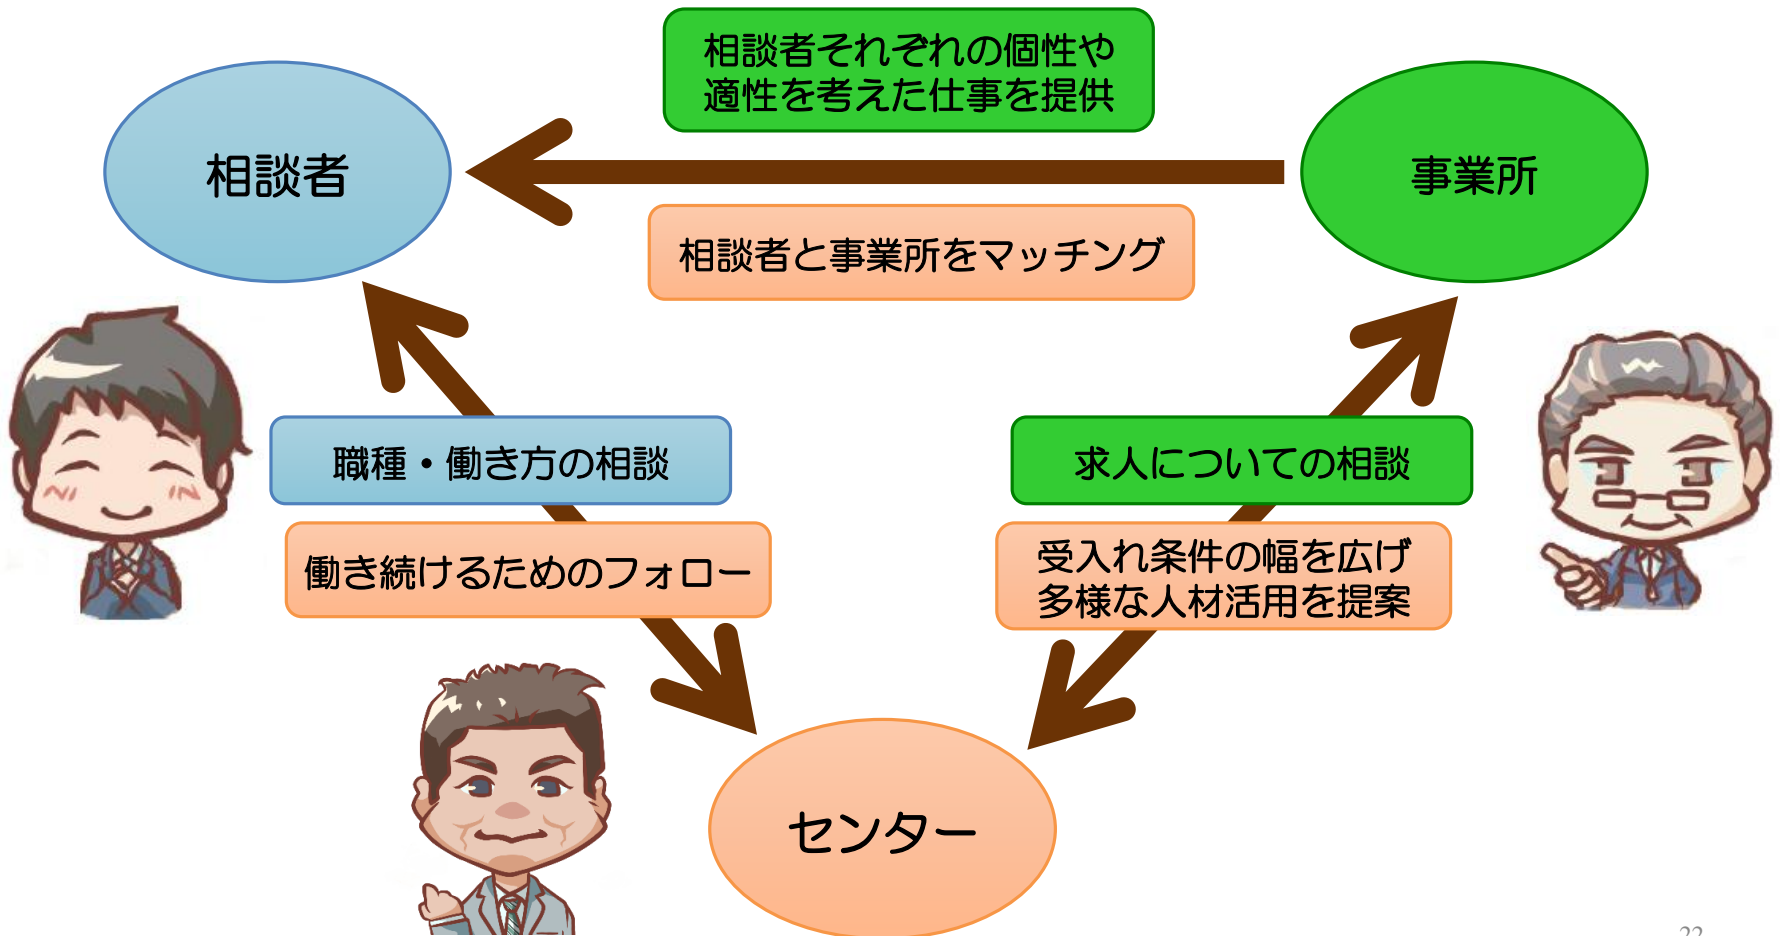 相談者それぞれの個性や
適性を考えた仕事を提供
相談者
事業所
相談者と事業所をマッチング
職種・働き方の相談
求人についての相談
働き続けるためのフォロー
受入れ条件の幅を広げ
多様な人材活用を提案
センター
22